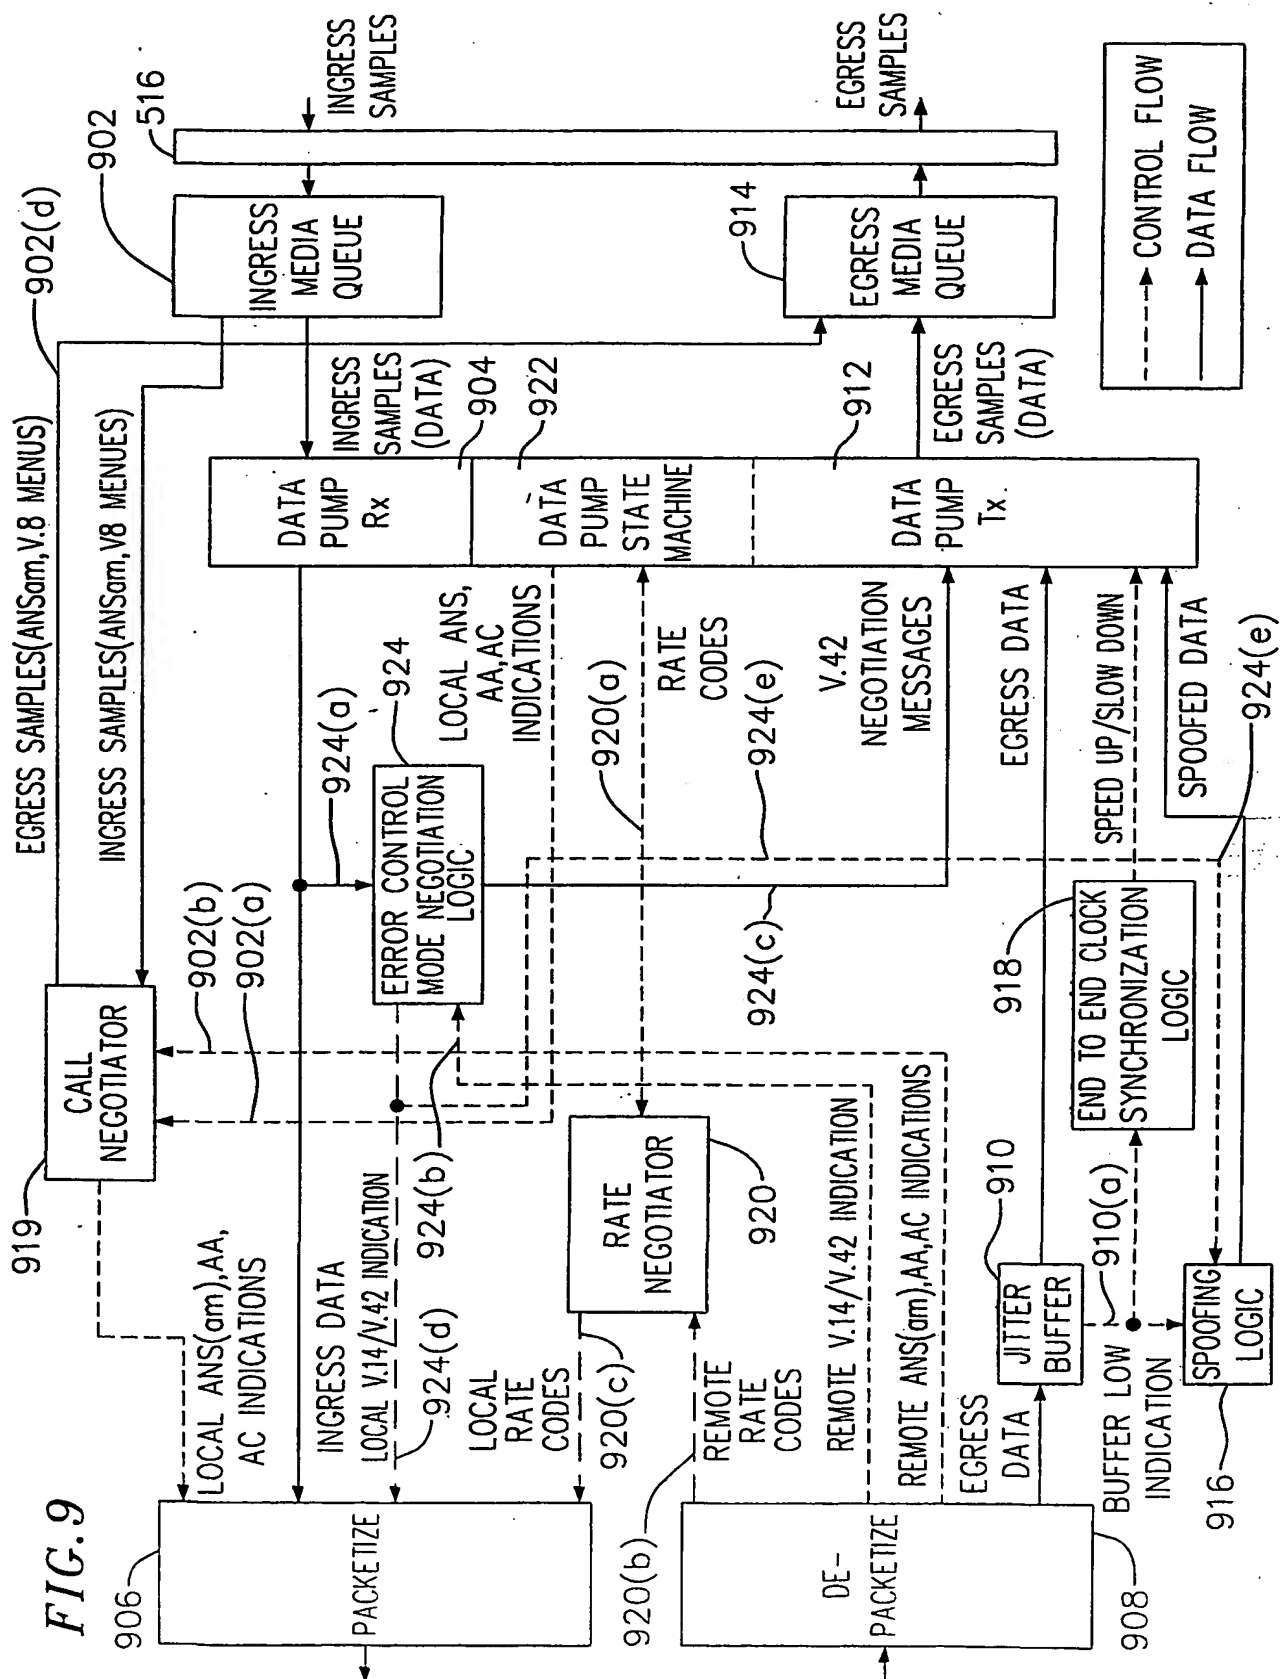 FIG.9
EGRESS SAMPLES(ANSam,V.8 MENUS)
902(d)
902
516
INGRESS SAMPLES(ANSam,V8 MENUES)
INGRESS
SAMPLES
INGRESS
MEDIA
QUEUE
919
CALL
NEGOTIATOR
902(b)
902(a)
INGRESS
SAMPLES
(DATA)
904
922
DATA
PUMP
Rx
DATA
PUMP
STATE
MACHINE
DATA
PUMP
Tx.
912
EGRESS
SAMPLES
(DATA)
914
EGRESS
MEDIA
QUEUE
EGRESS
SAMPLES
LOCAL ANS(am),AA,
AC INDICATIONS
924(a)
924
ERROR CONTROL
MODE NEGOTIATION
LOGIC
LOCAL ANS,
AA,AC
INDICATIONS
920(a)
RATE
CODES
924(e)
V.42
NEGOTIATION
MESSAGES
924(c)
906
PACKETIZE
INGRESS DATA
LOCAL V.14/V.42 INDICATION
924(d)
924(b)
LOCAL
RATE
CODES
920(c)
RATE
NEGOTIATOR
920
920(b)
REMOTE
RATE
CODES
REMOTE V.14/V.42 INDICATION
REMOTE ANS(am),AA,AC INDICATIONS
DE-
PACKETIZE
908
EGRESS
DATA
JITTER
BUFFER
910
EGRESS DATA
910(a)
BUFFER LOW
INDICATION
918
END TO END CLOCK
SYNCHRONIZATION
LOGIC
SPEED UP/SLOW DOWN
SPOOFED DATA
924(e)
SPOOFING
LOGIC
916
CONTROL FLOW
DATA FLOW